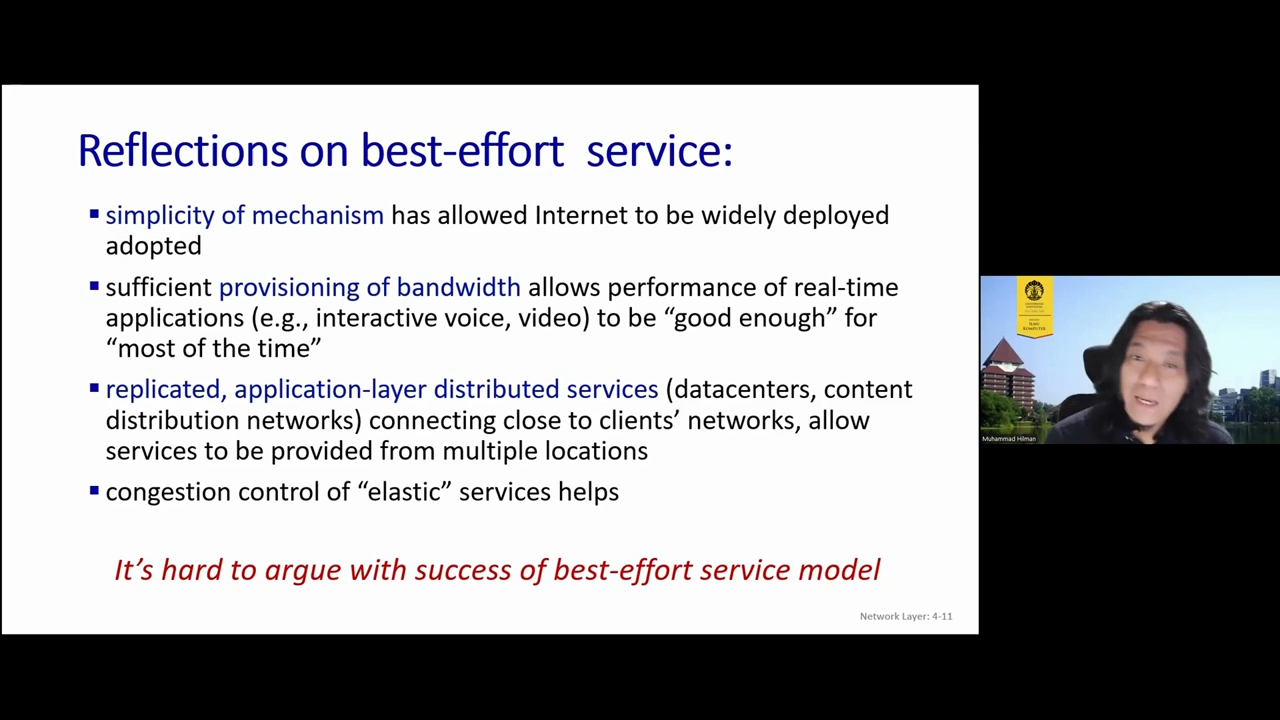 Reflections on best-effort  service:
simplicity of mechanism has allowed Internet to be widely deployed
adopted
sufficient provisioning of bandwidth allows performance of real-time
applications (e.g., interactive voice, video) to be “good enough” for
“most of the time”
replicated, application-layer distributed services (datacenters, content
distribution networks) connecting close to clients’ networks, allow
services to be provided from multiple locations
congestion control of “elastic” services helps
It’s hard to argue with success of best-effort service model
Network Layer: 4-11
ILMU
KOMPUTER
Muhammad Hilman